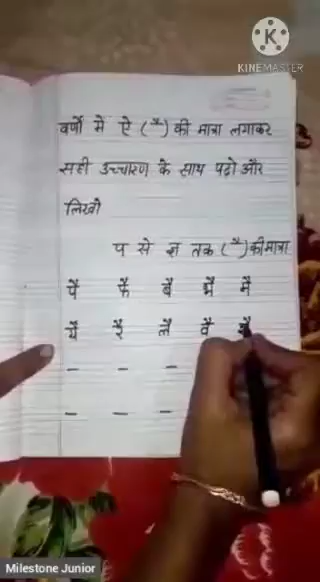 K
KINEMASTER
वर्णो में ऐ ( ै ) की मात्रा लगाकर
सही उच्चारण के साथ पढ़ो और
लिखो
प से ज्ञ तक ( ै ) की मात्रा
पै फै बै भै मै
यै रै लै वै
- - -
- - -
Milestone Junior